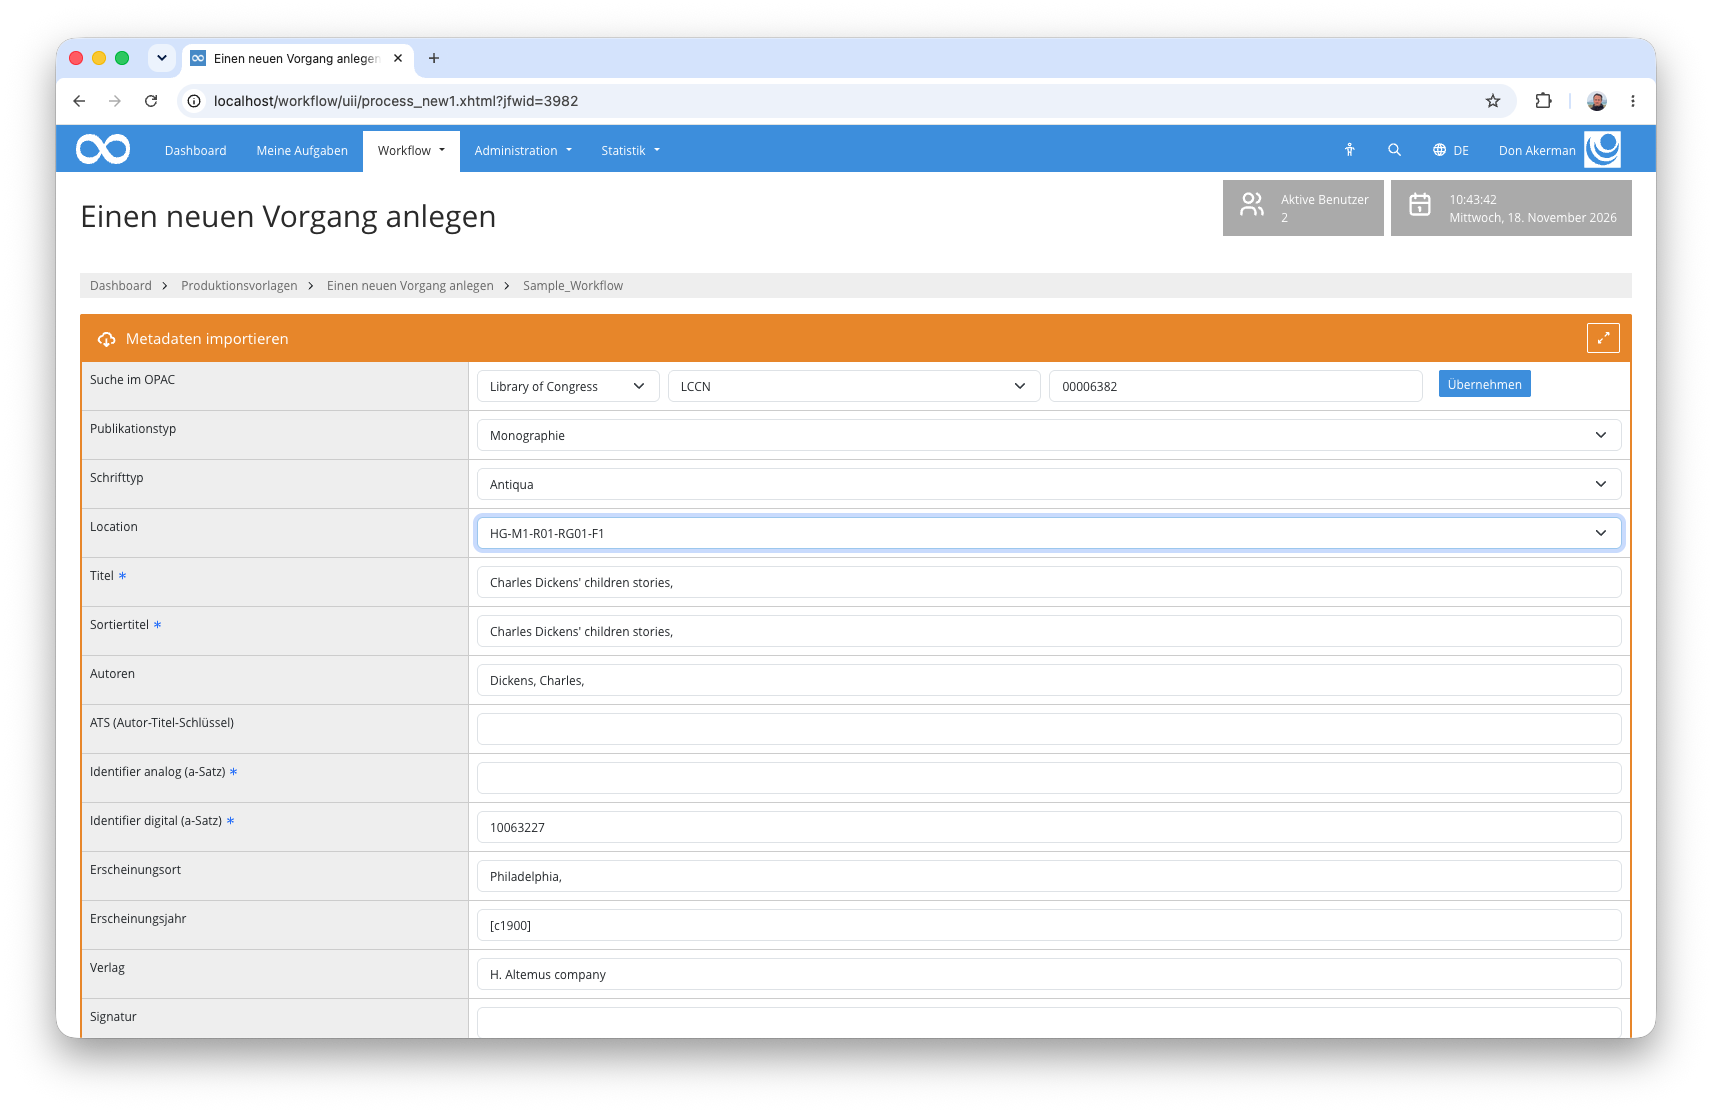 Einen neuen Vorgang anlegen
localhost/workflow/uii/process_new1.xhtml?jfwid=3982
Dashboard Meine Aufgaben Workflow Administration Statistik DE Don Akerman
Einen neuen Vorgang anlegen
Aktive Benutzer
2
10:43:42
Mittwoch, 18. November 2026
Dashboard Produktionsvorlagen Einen neuen Vorgang anlegen Sample_Workflow
Metadaten importieren
Suche im OPAC Library of Congress LCCN 00006382 Übernehmen
Publikationstyp Monographie
Schrifttyp Antiqua
Location HG-M1-R01-RG01-F1
Titel * Charles Dickens' children stories,
Sortiertitel * Charles Dickens' children stories,
Autoren Dickens, Charles,
ATS (Autor-Titel-Schlüssel)
Identifier analog (a-Satz) *
Identifier digital (a-Satz) * 10063227
Erscheinungsort Philadelphia,
Erscheinungsjahr [c1900]
Verlag H. Altemus company
Signatur